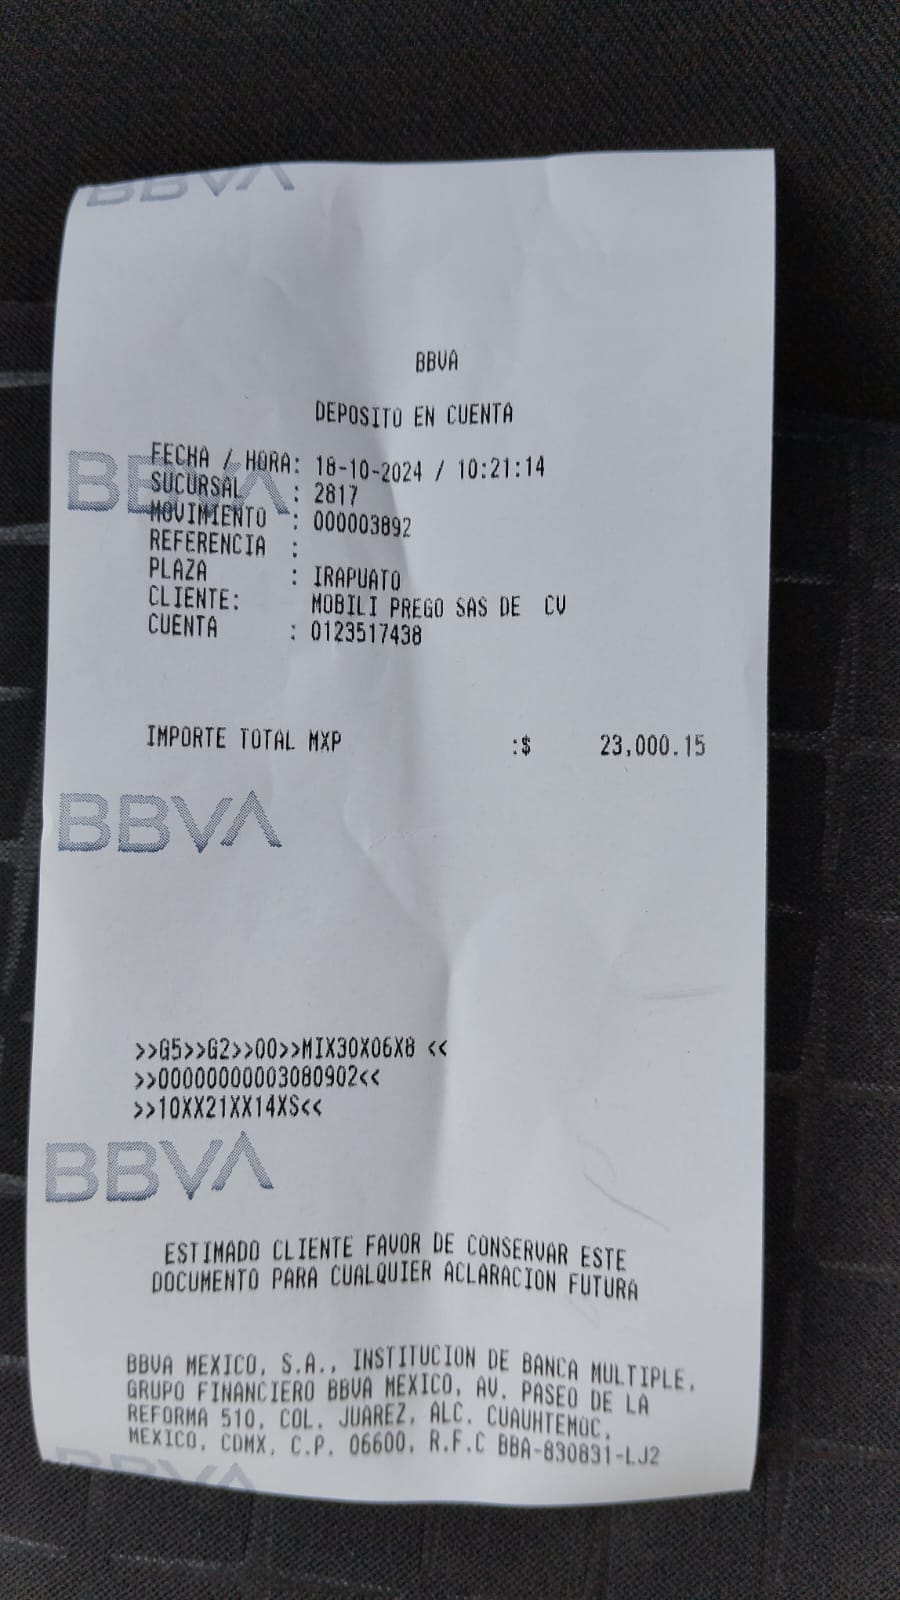 BBVA
BBVA
DEPOSITO EN CUENTA
FECHA / HORA: 18-10-2024 / 10:21:14
SUCURSAL : 2817
MOVIMIENTO : 000003892
REFERENCIA :
PLAZA : IRAPUATO
CLIENTE: MOBILI PREGO SAS DE CV
CUENTA : 0123517438
BBVA
IMPORTE TOTAL MXP :$ 23,000.15
BBVA
>>G5>>G2>>00>>MIX30X06X8 <<
>>00000000003080902<<
>>10XX21XX14XS<<
BBVA
ESTIMADO CLIENTE FAVOR DE CONSERVAR ESTE
DOCUMENTO PARA CUALQUIER ACLARACION FUTURA
BBVA MEXICO, S.A., INSTITUCION DE BANCA MULTIPLE,
GRUPO FINANCIERO BBVA MEXICO, AV. PASEO DE LA
REFORMA 510, COL. JUAREZ, ALC. CUAUHTEMOC,
MEXICO, CDMX, C.P. 06600, R.F.C BBA-830831-LJ2
BBVA